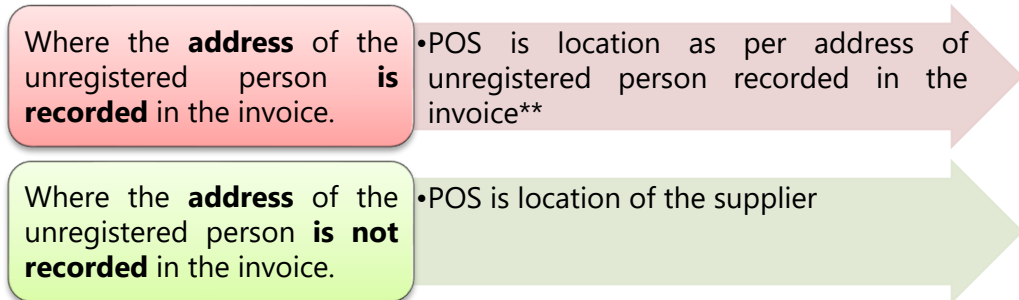 Where the address of the
unregistered person is
recorded in the invoice.
•POS is location as per address of
unregistered person recorded in the
invoice**
Where the address of the
unregistered person is not
recorded in the invoice.
•POS is location of the supplier